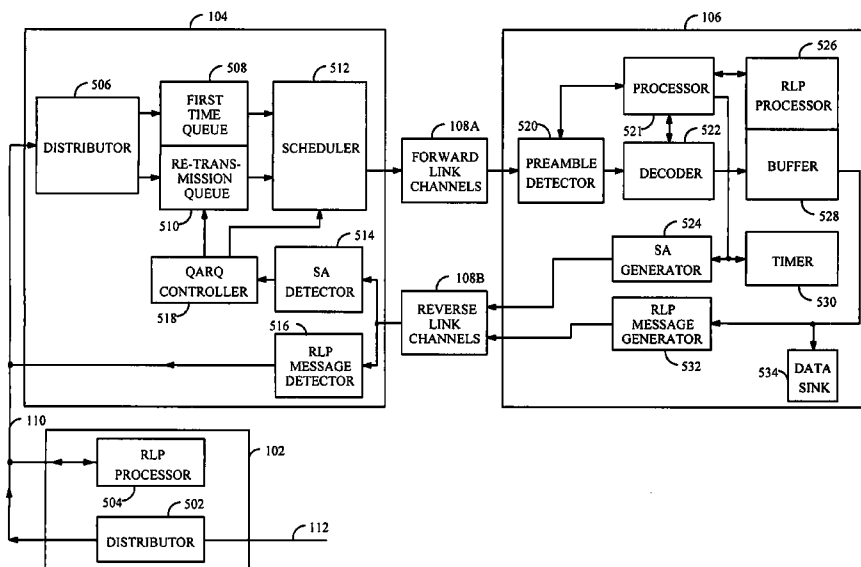 104
106
506
DISTRIBUTOR
508
FIRST
TIME
QUEUE
RE-TRANS-
MISSION
QUEUE
510
512
SCHEDULER
108A
FORWARD
LINK
CHANNELS
520
PREAMBLE
DETECTOR
PROCESSOR
521
522
DECODER
526
RLP
PROCESSOR
BUFFER
528
QARQ
CONTROLLER
518
514
SA
DETECTOR
516
RLP
MESSAGE
DETECTOR
108B
REVERSE
LINK
CHANNELS
524
SA
GENERATOR
TIMER
530
RLP
MESSAGE
GENERATOR
532
534
DATA
SINK
110
102
RLP
PROCESSOR
504
502
DISTRIBUTOR
112